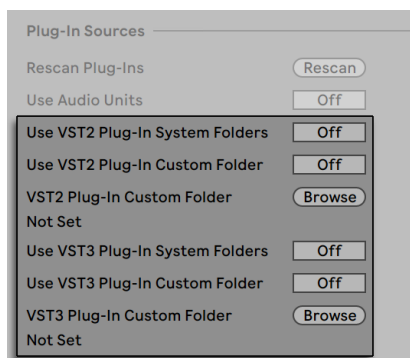 Plug-In Sources
Rescan Plug-Ins Rescan
Use Audio Units Off
Use VST2 Plug-In System Folders Off
Use VST2 Plug-In Custom Folder Off
VST2 Plug-In Custom Folder Browse
Not Set
Use VST3 Plug-In System Folders Off
Use VST3 Plug-In Custom Folder Off
VST3 Plug-In Custom Folder Browse
Not Set